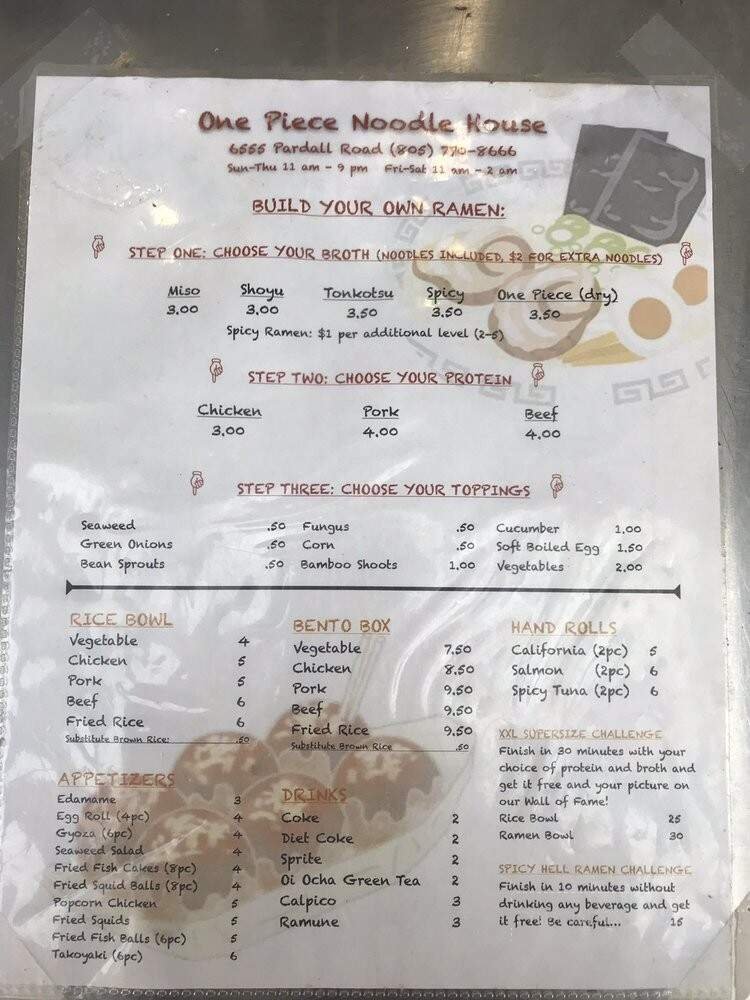 One Piece Noodle House
6555 Pardall Road (805) 770-8666
Sun-Thu 11 am - 9 pm Fri-Sat 11 am - 2 am
BUILD YOUR OWN RAMEN:
STEP ONE: CHOOSE YOUR BROTH (NOODLES INCLUDED, $2 FOR EXTRA NOODLES)
Miso Shoyu Tonkotsu Spicy One Piece (dry)
3.00 3.00 3.50 3.50 3.50
Spicy Ramen: $1 per additional level (2-5)
STEP TWO: CHOOSE YOUR PROTEIN
Chicken Pork Beef
3.00 4.00 4.00
STEP THREE: CHOOSE YOUR TOPPINGS
Seaweed .50 Fungus .50 Cucumber 1.00
Green Onions .50 Corn .50 Soft Boiled Egg 1.50
Bean Sprouts .50 Bamboo Shoots 1.00 Vegetables 2.00
RICE BOWL
Vegetable 4
Chicken 5
Pork 5
Beef 6
Fried Rice 6
Substitute Brown Rice: .50
APPETIZERS
Edamame 3
Egg Roll (4pc) 4
Gyoza (6pc) 4
Seaweed Salad 4
Fried Fish Cakes (8pc) 4
Fried Squid Balls (8pc) 4
Popcorn Chicken 5
Fried Squids 5
Fried Fish Balls (6pc) 5
Takoyaki (6pc) 6
BENTO BOX
Vegetable 7.50
Chicken 8.50
Pork 9.50
Beef 9.50
Fried Rice 9.50
Substitute Brown Rice .50
DRINKS
Coke 2
Diet Coke 2
Sprite 2
Oi Ocha Green Tea 2
Calpico 3
Ramune 3
HAND ROLLS
California (2pc) 5
Salmon (2pc) 6
Spicy Tuna (2pc) 6
XXL SUPERSIZE CHALLENGE
Finish in 30 minutes with your
choice of protein and broth and
get it free and your picture on
our Wall of Fame!
Rice Bowl 25
Ramen Bowl 30
SPICY HELL RAMEN CHALLENGE
Finish in 10 minutes without
drinking any beverage and get
it free! Be careful... 15